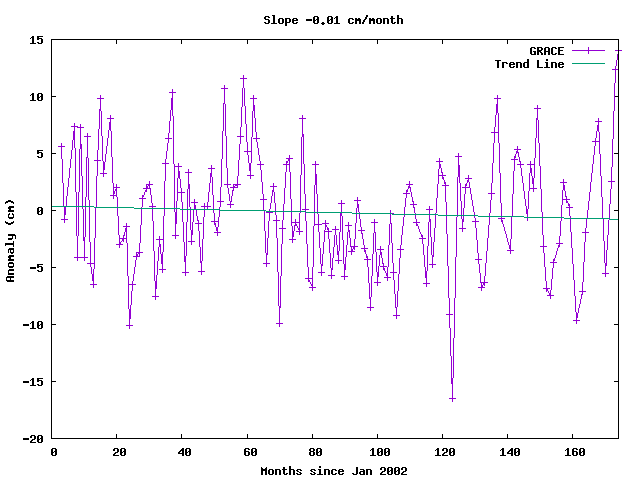 Slope -0.01 cm/month
GRACE
Trend Line
15
10
5
0
-5
-10
-15
-20
Anomaly (cm)
0 20 40 60 80 100 120 140 160
Months since Jan 2002